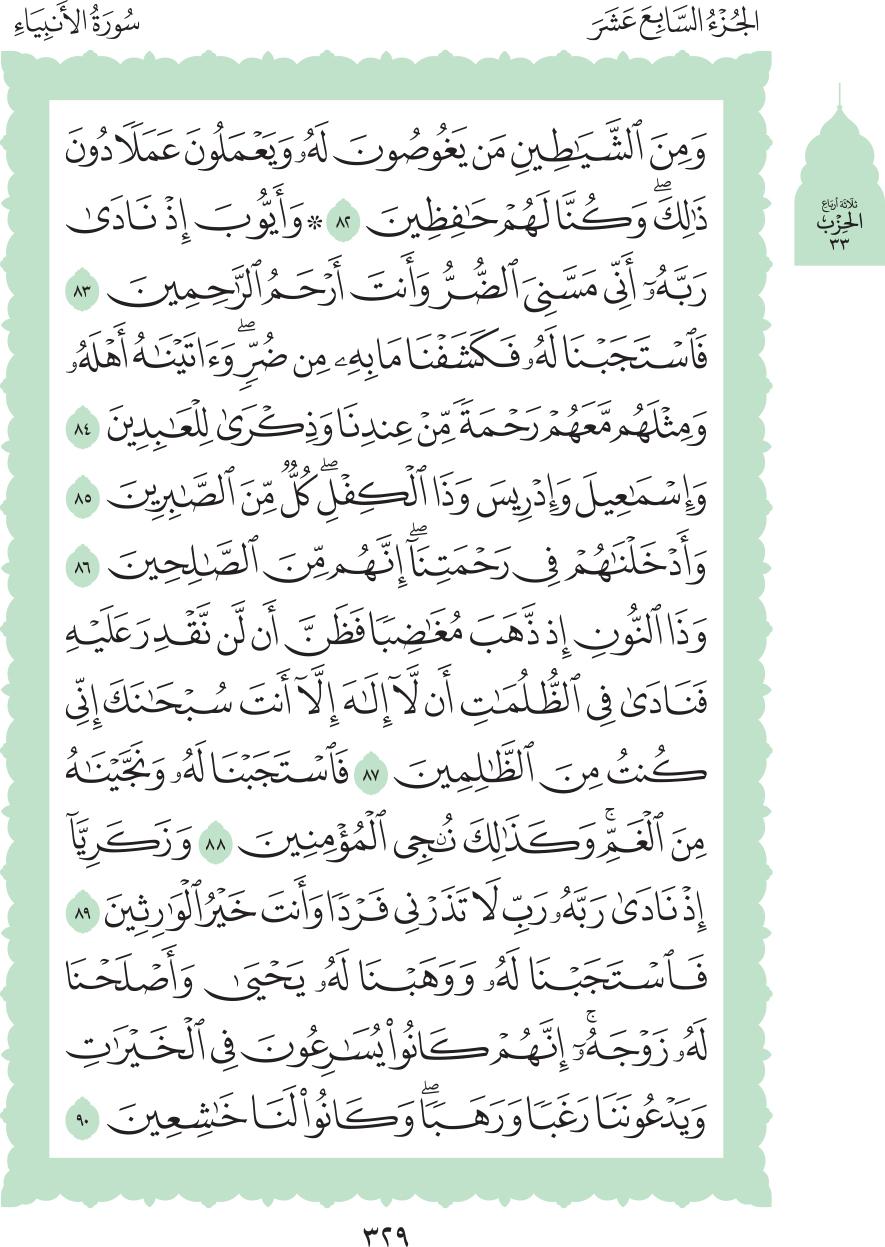 الجُزْءُ السَّابِعَ عَشَرَ
سُورَةُ الأَنبِيَاءِ
وَمِنَ ٱلشَّيَـٰطِينِ مَن يَغُوصُونَ لَهُۥ وَيَعْمَلُونَ عَمَلًا دُونَ
ذَٰلِكَۖ وَكُنَّا لَهُمْ حَـٰفِظِينَ ٨٢ * وَأَيُّوبَ إِذْ نَادَىٰ
رَبَّهُۥٓ أَنِّى مَسَّنِىَ ٱلضُّرُّ وَأَنتَ أَرْحَمُ ٱلرَّٰحِمِينَ ٨٣
فَٱسْتَجَبْنَا لَهُۥ فَكَشَفْنَا مَا بِهِۦ مِن ضُرٍّۖ وَءَاتَيْنَـٰهُ أَهْلَهُۥ
وَمِثْلَهُم مَّعَهُمْ رَحْمَةً مِّنْ عِندِنَا وَذِكْرَىٰ لِلْعَـٰبِدِينَ ٨٤
وَإِسْمَـٰعِيلَ وَإِدْرِيسَ وَذَا ٱلْكِفْلِۖ كُلٌّ مِّنَ ٱلصَّـٰبِرِينَ ٨٥
وَأَدْخَلْنَـٰهُمْ فِى رَحْمَتِنَآۖ إِنَّهُم مِّنَ ٱلصَّـٰلِحِينَ ٨٦
وَذَا ٱلنُّونِ إِذ ذَّهَبَ مُغَـٰضِبًا فَظَنَّ أَن لَّن نَّقْدِرَ عَلَيْهِ
فَنَادَىٰ فِى ٱلظُّلُمَـٰتِ أَن لَّآ إِلَـٰهَ إِلَّآ أَنتَ سُبْحَـٰنَكَ إِنِّى
كُنتُ مِنَ ٱلظَّـٰلِمِينَ ٨٧ فَٱسْتَجَبْنَا لَهُۥ وَنَجَّيْنَـٰهُ
مِنَ ٱلْغَمِّۚ وَكَذَٰلِكَ نُـۨجِى ٱلْمُؤْمِنِينَ ٨٨ وَزَكَرِيَّآ
إِذْ نَادَىٰ رَبَّهُۥ رَبِّ لَا تَذَرْنِى فَرْدًا وَأَنتَ خَيْرُ ٱلْوَٰرِثِينَ ٨٩
فَٱسْتَجَبْنَا لَهُۥ وَوَهَبْنَا لَهُۥ يَحْيَىٰ وَأَصْلَحْنَا
لَهُۥ زَوْجَهُۥٓۚ إِنَّهُمْ كَانُوا۟ يُسَـٰرِعُونَ فِى ٱلْخَيْرَٰتِ
وَيَدْعُونَنَا رَغَبًا وَرَهَبًاۖ وَكَانُوا۟ لَنَا خَـٰشِعِينَ ٩٠
ثلاثة أرباع
الحِزْب
٣٣
٣٢٩